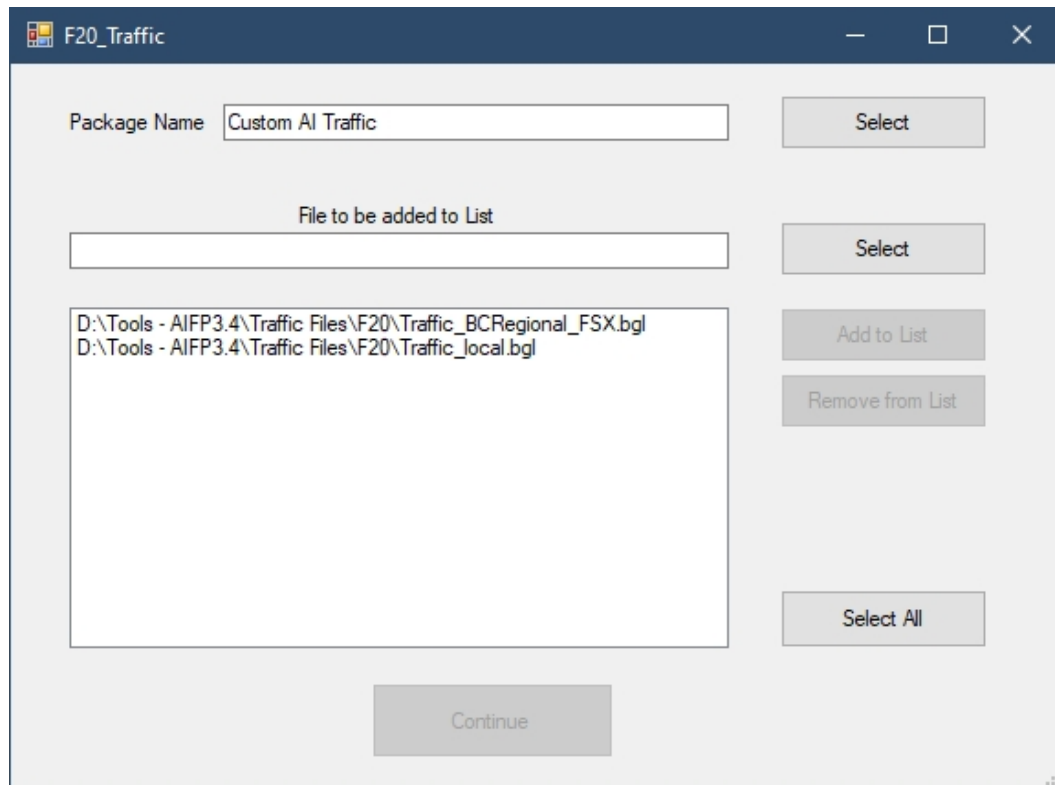 F20_Traffic
Package Name Custom AI Traffic Select
File to be added to List
Select
D:\Tools - AIFP3.4\Traffic Files\F20\Traffic_BCRegional_FSX.bgl
D:\Tools - AIFP3.4\Traffic Files\F20\Traffic_local.bgl
Add to List
Remove from List
Select All
Continue